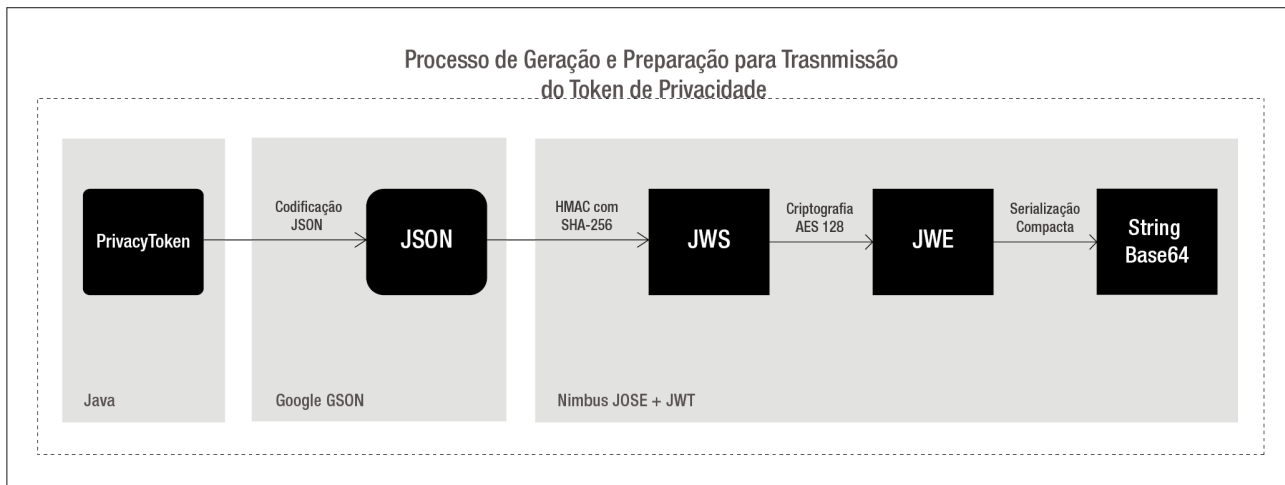 Processo de Geração e Preparação para Trasnmissão
do Token de Privacidade
PrivacyToken
Codificação
JSON
JSON
HMAC com
SHA-256
JWS
Criptografia
AES 128
JWE
Serialização
Compacta
String
Base64
Java
Google GSON
Nimbus JOSE + JWT